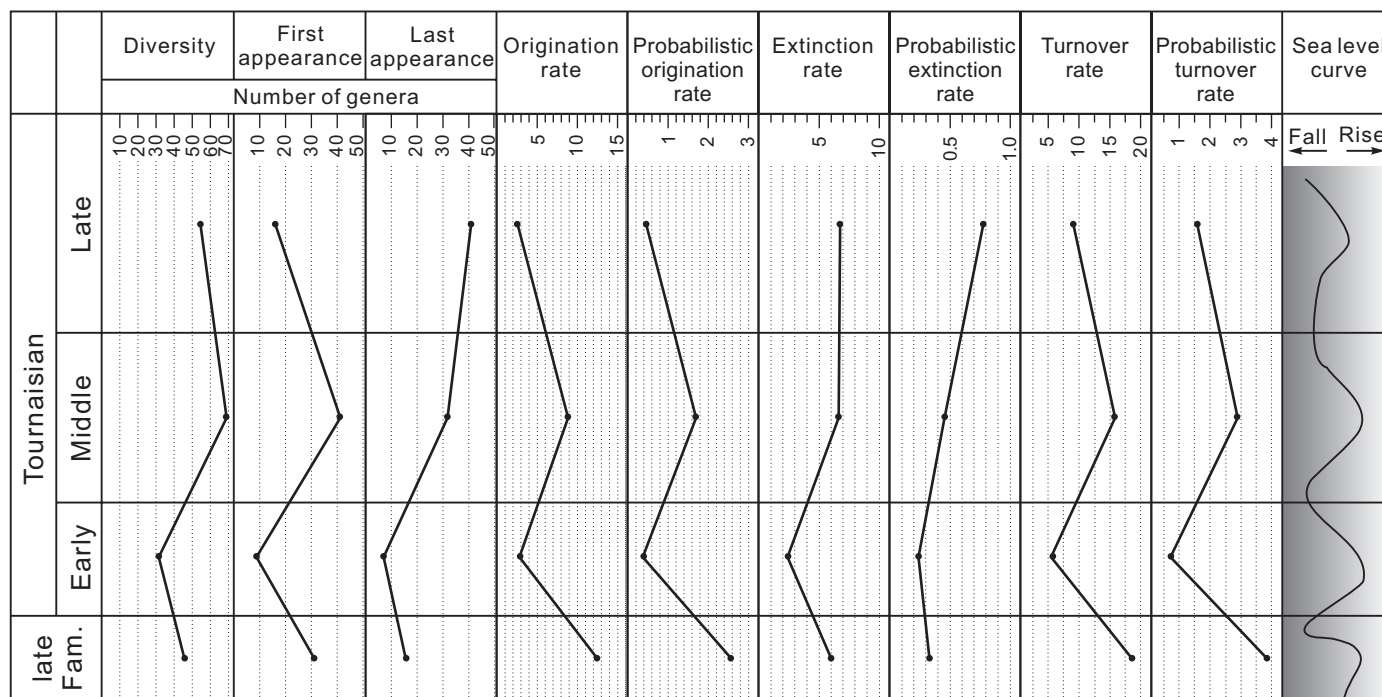 Diversity
First
appearance
Last
appearance
Number of genera
Origination
rate
Probabilistic
origination
rate
Extinction
rate
Probabilistic
extinction
rate
Turnover
rate
Probabilistic
turnover
rate
Sea level
curve
10 20 30 40 50 60 70
10 20 30 40 50
10 20 30 40 50
5 10 15
1 2 3
5 10
0.5 1.0
5 10 15 20
1 2 3 4
Fall Rise
Tournaisian
Late
Middle
Early
late
Fam.